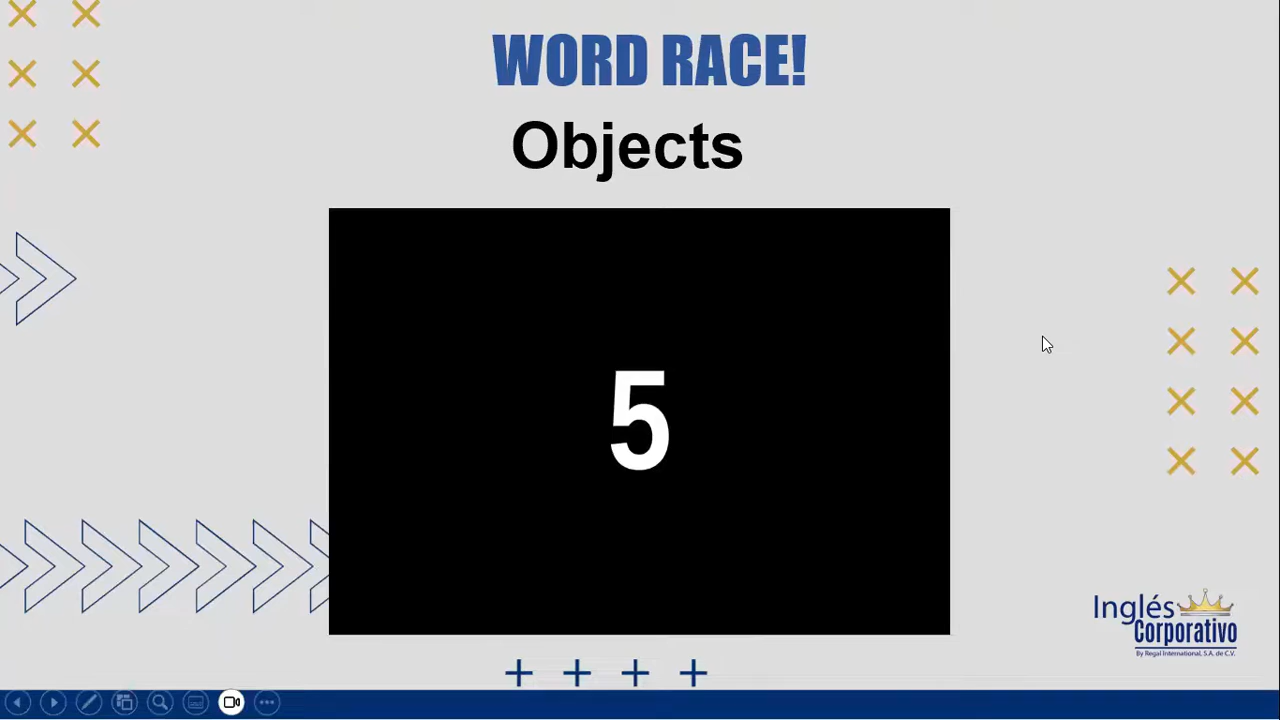 WORD RACE!
Objects
5
Inglés
Corporativo
By Regal International, S.A. de C.V.